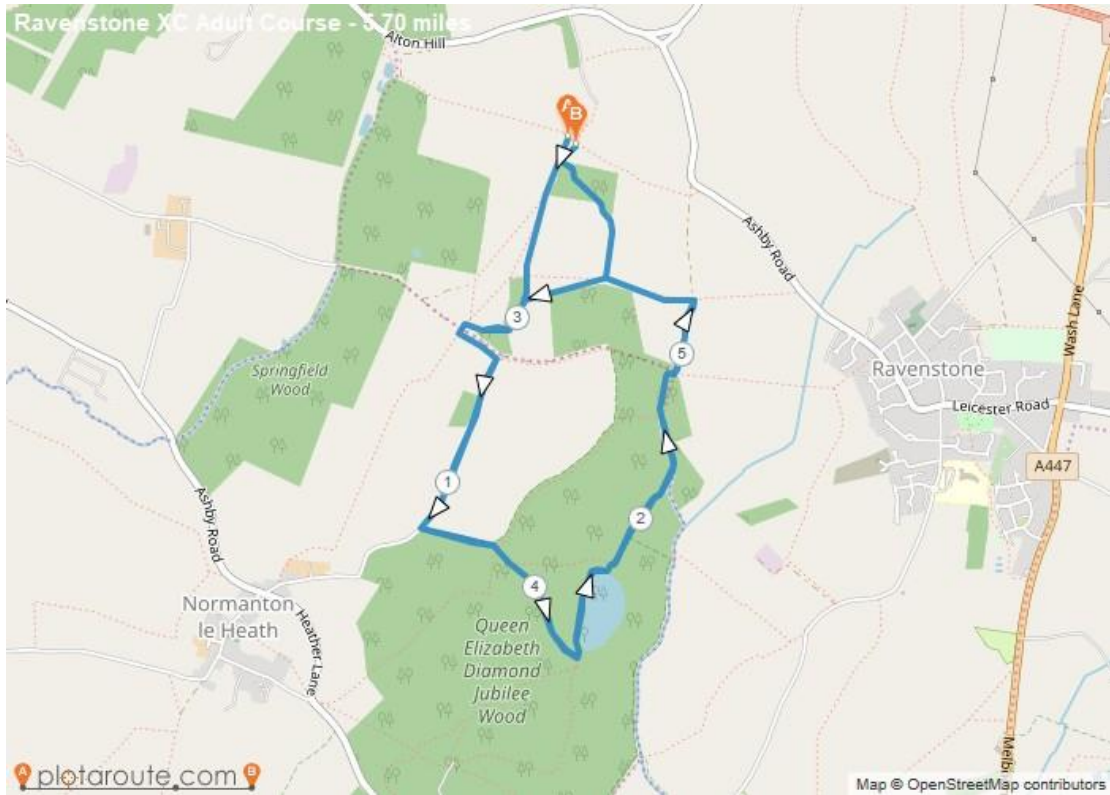 Ravenstone XC Adult Course - 5.70 miles
Alton Hill
A
B
Ashby Road
Wash Lane
3
5
Springfield
Wood
Ravenstone
Leicester Road
A447
1
2
Ashby Road
4
Normanton
le Heath
Heather Lane
Queen
Elizabeth
Diamond
Jubilee
Wood
A plotaroute.com B
Map © OpenStreetMap contributors